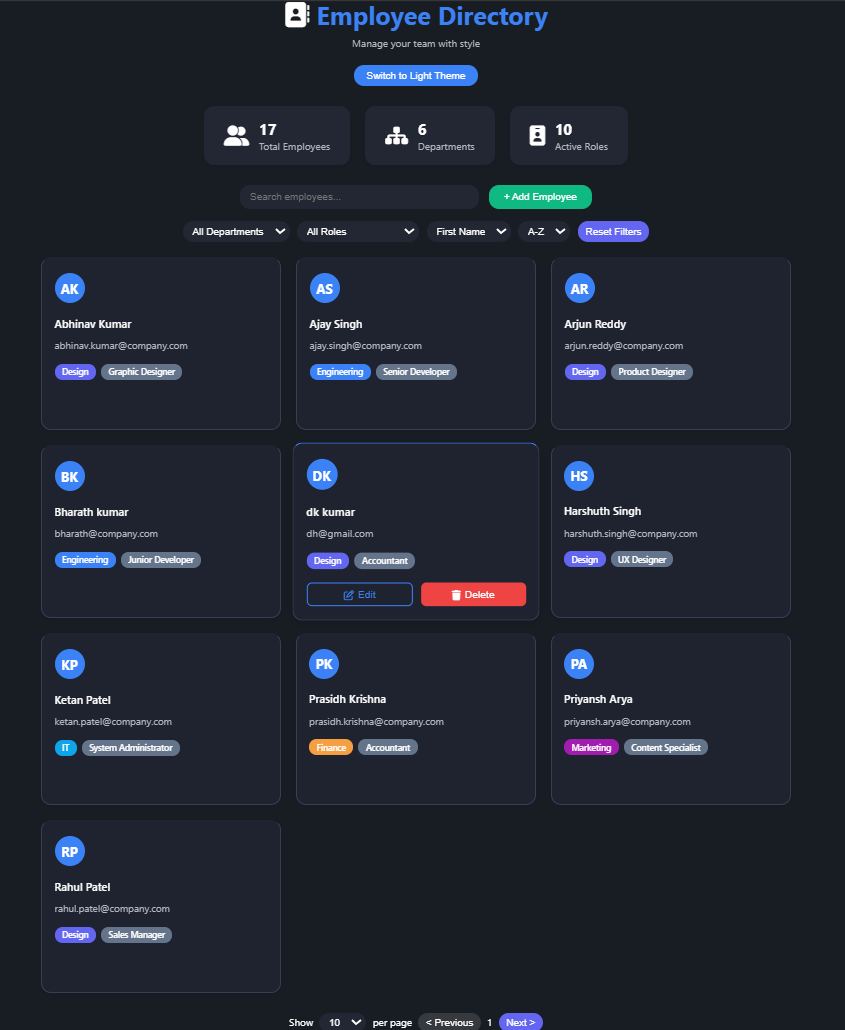 Employee Directory
Manage your team with style
Switch to Light Theme
17
Total Employees
6
Departments
10
Active Roles
Search employees...
+ Add Employee
All Departments
All Roles
First Name
A-Z
Reset Filters
AK
Abhinav Kumar
abhinav.kumar@company.com
Design
Graphic Designer
AS
Ajay Singh
ajay.singh@company.com
Engineering
Senior Developer
AR
Arjun Reddy
arjun.reddy@company.com
Design
Product Designer
BK
Bharath kumar
bharath@company.com
Engineering
Junior Developer
DK
dk kumar
dh@gmail.com
Design
Accountant
Edit
Delete
HS
Harshuth Singh
harshuth.singh@company.com
Design
UX Designer
KP
Ketan Patel
ketan.patel@company.com
IT
System Administrator
PK
Prasidh Krishna
prasidh.krishna@company.com
Finance
Accountant
PA
Priyansh Arya
priyansh.arya@company.com
Marketing
Content Specialist
RP
Rahul Patel
rahul.patel@company.com
Design
Sales Manager
Show 10 per page < Previous 1 Next >